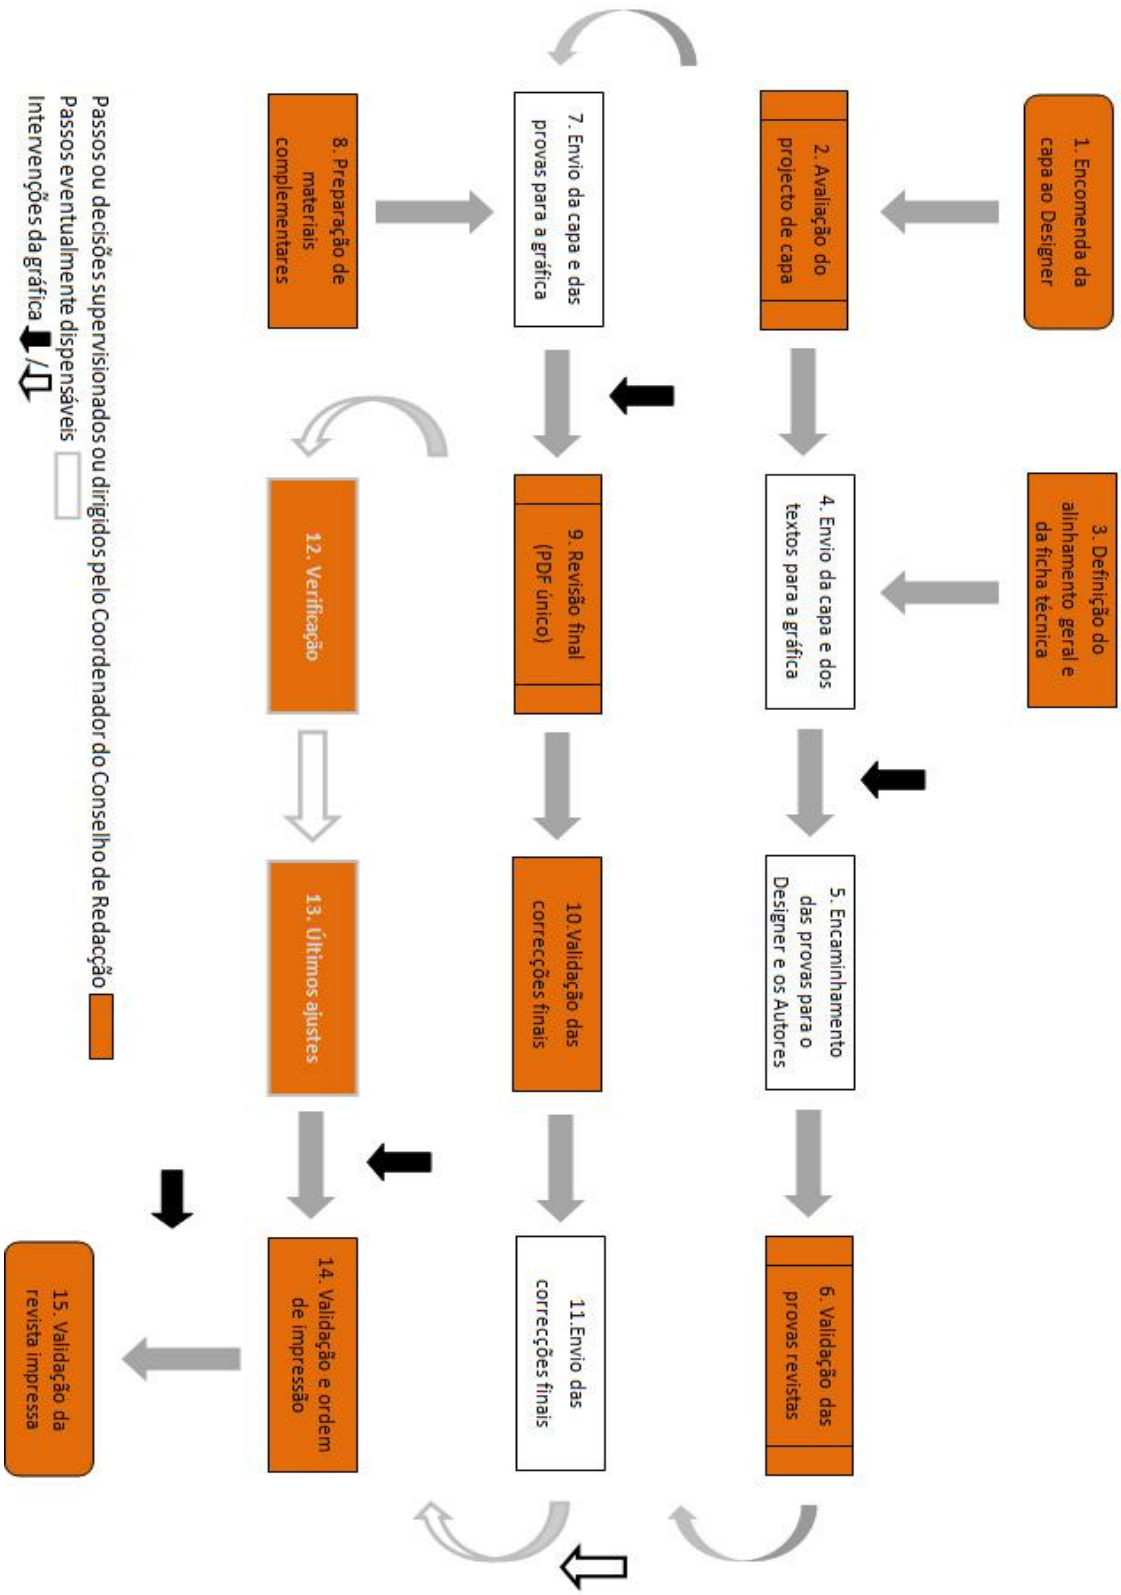 1. Encomenda da
capa ao Designer
2. Avaliação do
projecto de capa
3. Definição do
alinhamento geral e
da ficha técnica
4. Envio da capa e dos
textos para a gráfica
5. Encaminhamento
das provas para o
Designer e os Autores
6. Validação das
provas revistas
7. Envio da capa e das
provas para a gráfica
8. Preparação de
materiais
complementares
9. Revisão final
(PDF único)
10.Validação das
correcções finais
11.Envio das
correcções finais
12. Verificação
13. Últimos ajustes
14. Validação e ordem
de impressão
15. Validação da
revista impressa
Passos ou decisões supervisionados ou dirigidos pelo Coordenador do Conselho de Redacção
Passos eventualmente dispensáveis
Intervenções da gráfica /